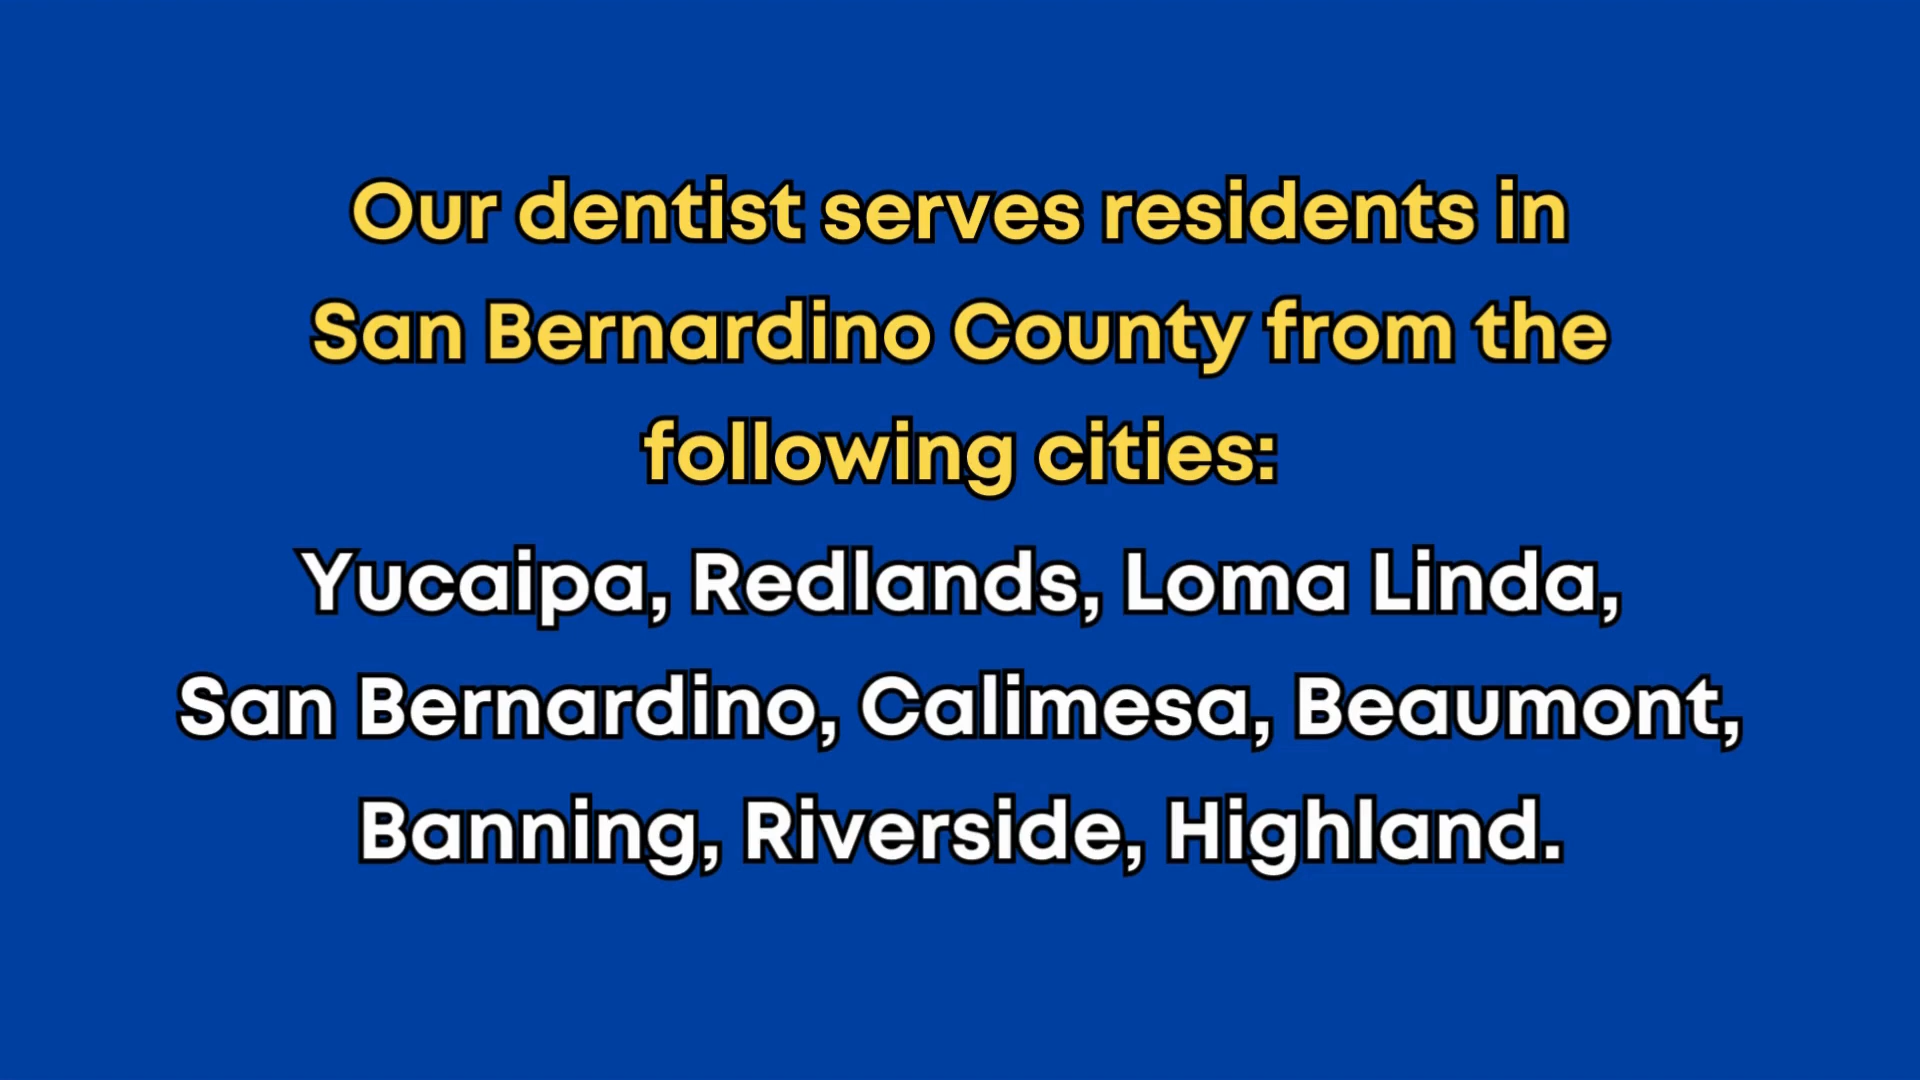 Our dentist serves residents in
San Bernardino County from the
following cities:
Yucaipa, Redlands, Loma Linda,
San Bernardino, Calimesa, Beaumont,
Banning, Riverside, Highland.